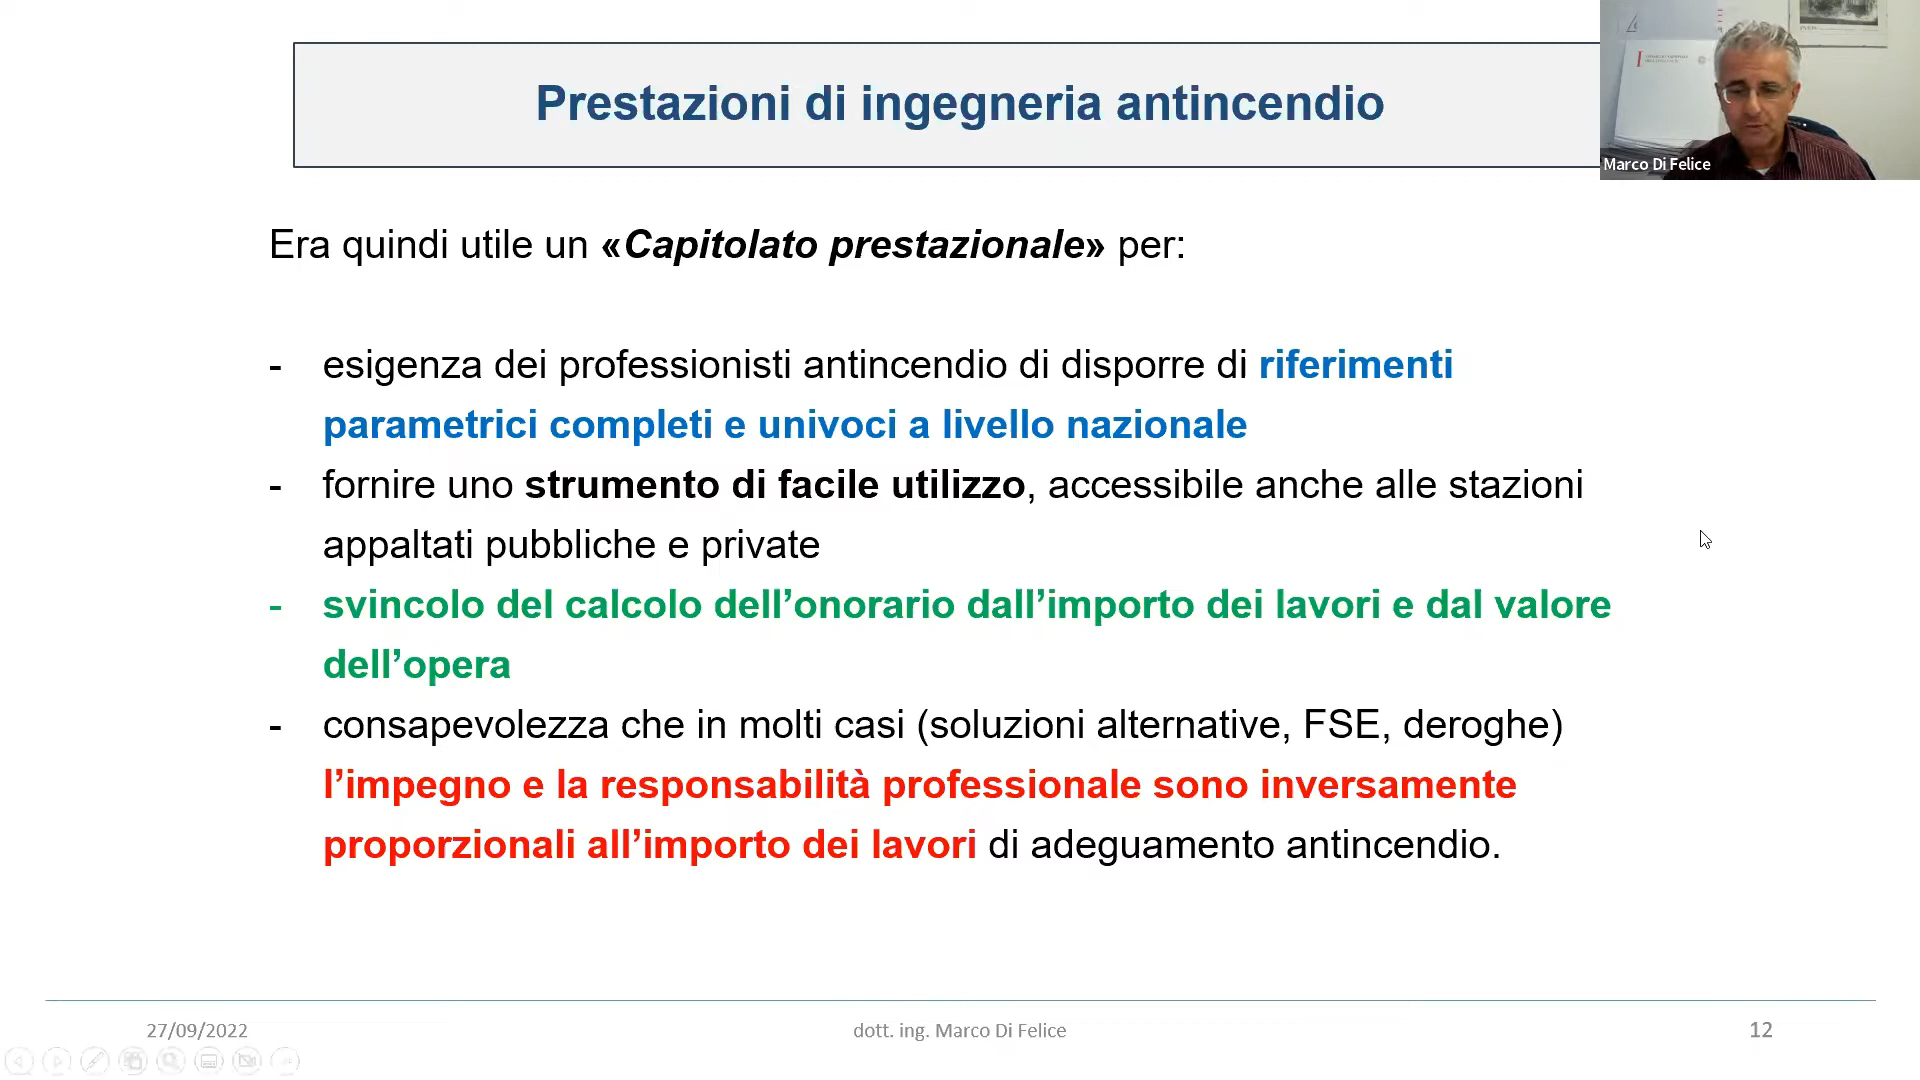 Prestazioni di ingegneria antincendio
Marco Di Felice
Era quindi utile un «Capitolato prestazionale» per:
- esigenza dei professionisti antincendio di disporre di riferimenti
parametrici completi e univoci a livello nazionale
- fornire uno strumento di facile utilizzo, accessibile anche alle stazioni
appaltati pubbliche e private
- svincolo del calcolo dell’onorario dall’importo dei lavori e dal valore
dell’opera
- consapevolezza che in molti casi (soluzioni alternative, FSE, deroghe)
l’impegno e la responsabilità professionale sono inversamente
proporzionali all’importo dei lavori di adeguamento antincendio.
27/09/2022
dott. ing. Marco Di Felice
12